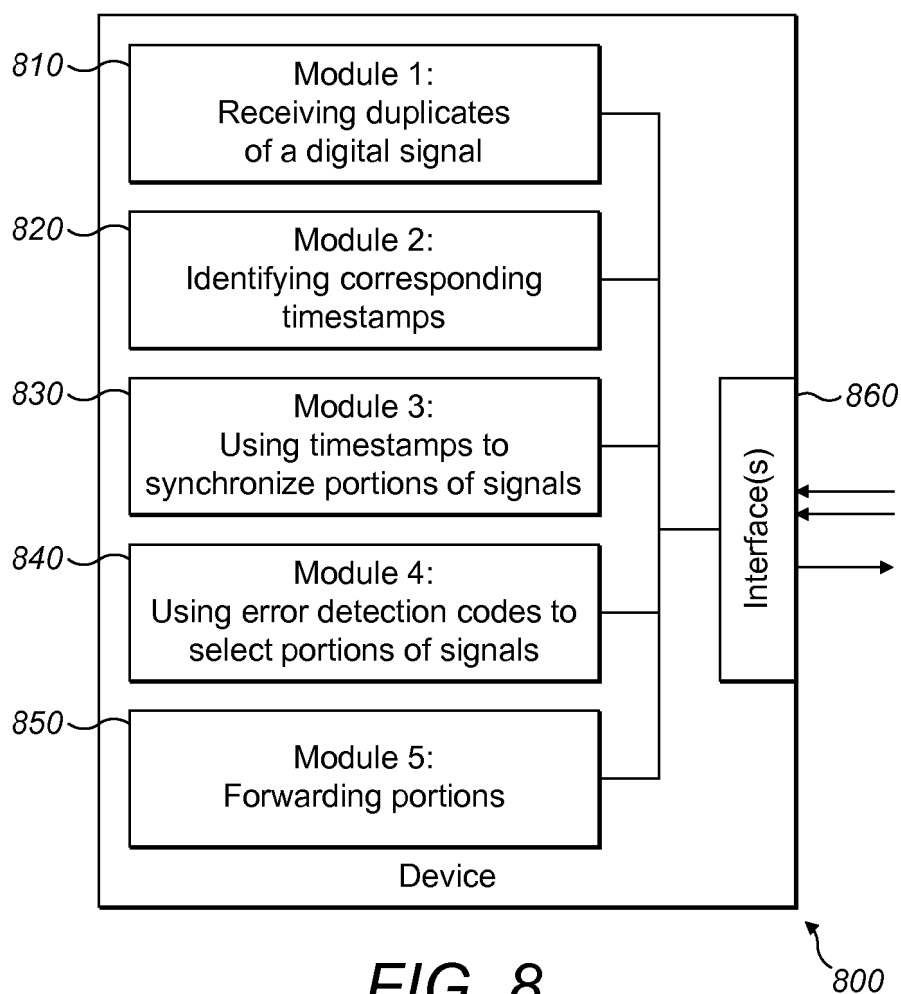 810
Module 1:
Receiving duplicates
of a digital signal
820
Module 2:
Identifying corresponding
timestamps
830
Module 3:
Using timestamps to
synchronize portions of signals
860
Interface(s)
840
Module 4:
Using error detection codes to
select portions of signals
850
Module 5:
Forwarding portions
Device
800
FIG. 8